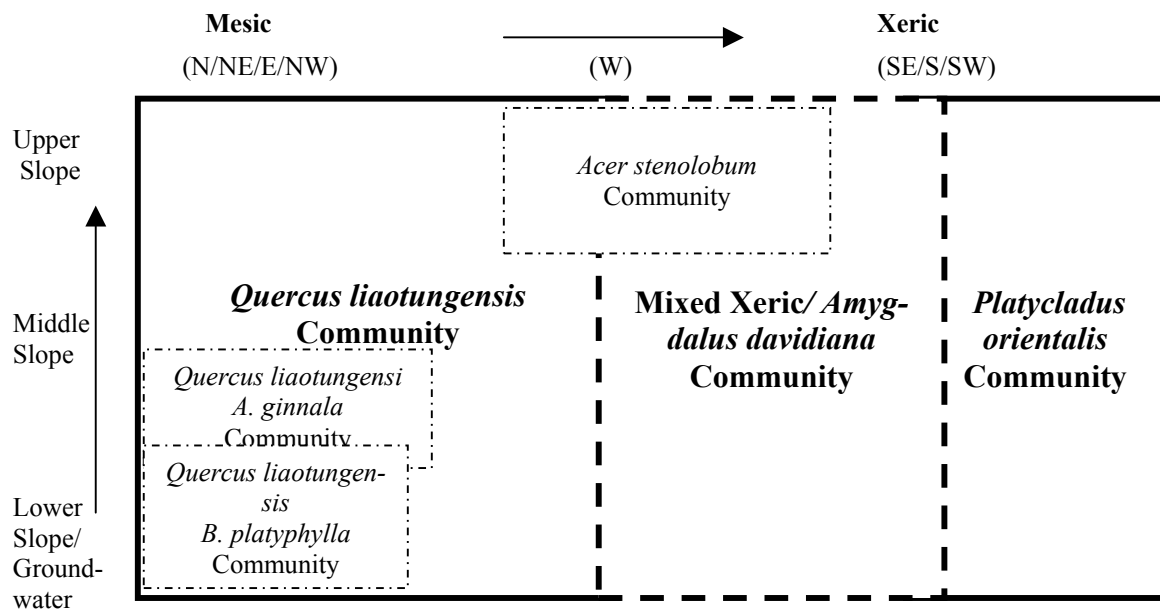 Mesic
Xeric
(N/NE/E/NW)
(W)
(SE/S/SW)
Upper
Slope
Acer stenolobum
Community
Quercus liaotungensis
Community
Mixed Xeric/ Amyg-
dalus davidiana
Community
Platycladus
orientalis
Community
Middle
Slope
Quercus liaotungensi
A. ginnala
Community
Quercus liaotungen-
sis
B. platyphylla
Community
Lower
Slope/
Ground-
water